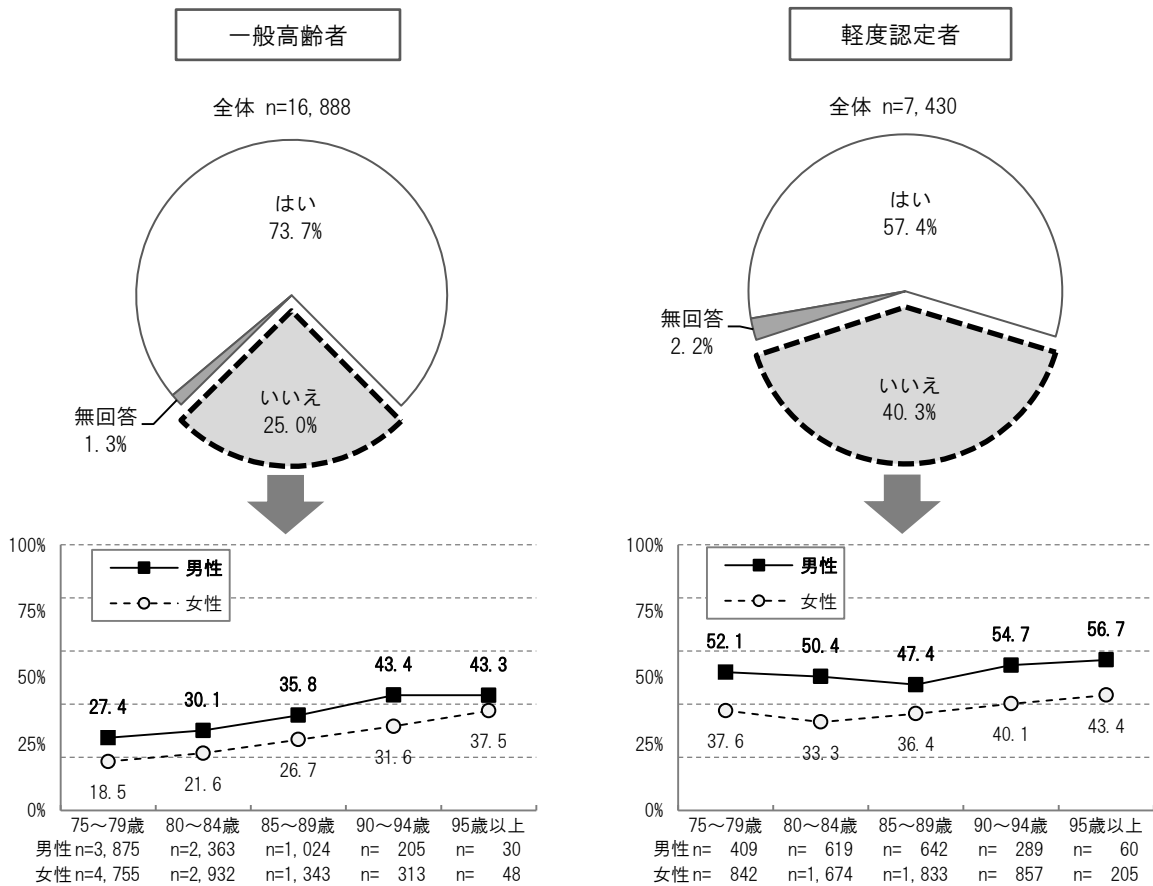 一般高齢者
全体 n=16,888
はい
73.7%
無回答
1.3%
いいえ
25.0%
100%
75%
50%
25%
0%
男性
女性
27.4
30.1
35.8
43.4
43.3
18.5
21.6
26.7
31.6
37.5
75～79歳 80～84歳 85～89歳 90～94歳 95歳以上
男性 n=3,875 n=2,363 n=1,024 n= 205 n= 30
女性 n=4,755 n=2,932 n=1,343 n= 313 n= 48
軽度認定者
全体 n=7,430
はい
57.4%
無回答
2.2%
いいえ
40.3%
100%
75%
50%
25%
0%
男性
女性
52.1
50.4
47.4
54.7
56.7
37.6
33.3
36.4
40.1
43.4
75～79歳 80～84歳 85～89歳 90～94歳 95歳以上
男性 n= 409 n= 619 n= 642 n= 289 n= 60
女性 n= 842 n=1,674 n=1,833 n= 857 n= 205